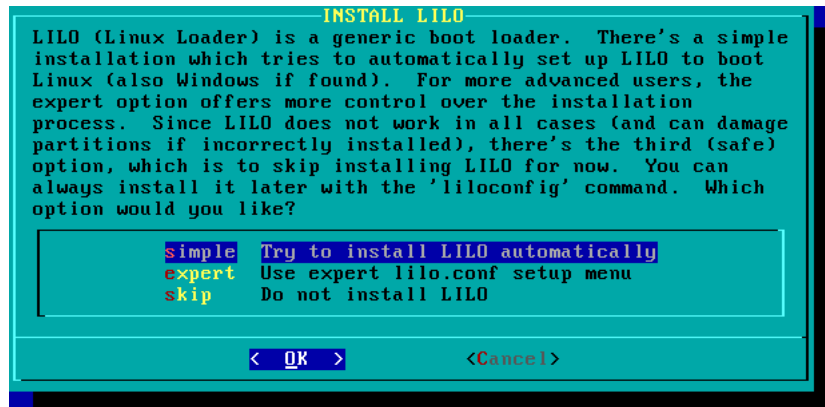 INSTALL LILO
LILO (Linux Loader) is a generic boot loader.  There's a simple
installation which tries to automatically set up LILO to boot
Linux (also Windows if found).  For more advanced users, the
expert option offers more control over the installation
process.  Since LILO does not work in all cases (and can damage
partitions if incorrectly installed), there's the third (safe)
option, which is to skip installing LILO for now.  You can
always install it later with the 'liloconfig' command.  Which
option would you like?
simple  Try to install LILO automatically
expert  Use expert lilo.conf setup menu
skip    Do not install LILO
<  OK  >  <Cancel>